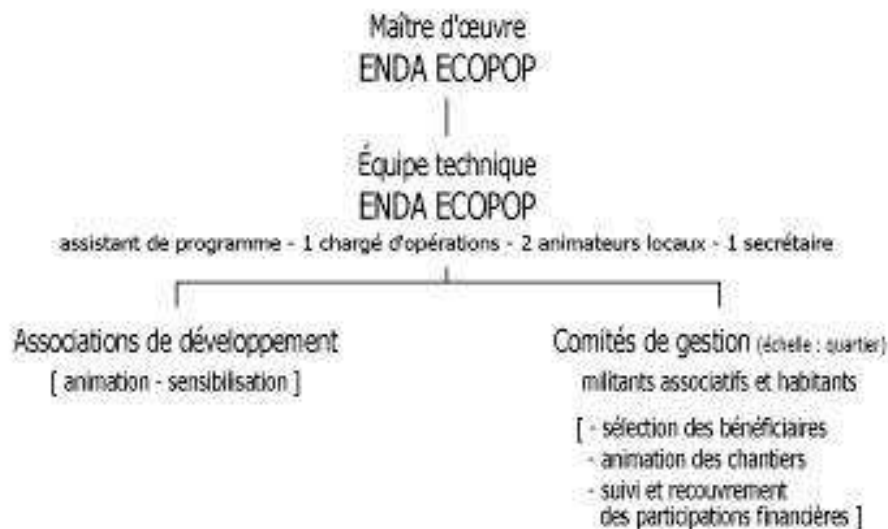 Maître d'œuvre
ENDA ECOPOP
Équipe technique
ENDA ECOPOP
assistant de programme - 1 chargé d'opérations - 2 animateurs locaux - 1 secrétaire
Associations de développement
[ animation - sensibilisation ]
Comités de gestion (échelle : quartier)
militants associatifs et habitants
[ - sélection des bénéficiaires
- animation des chantiers
- suivi et recouvrement
des participations financières ]